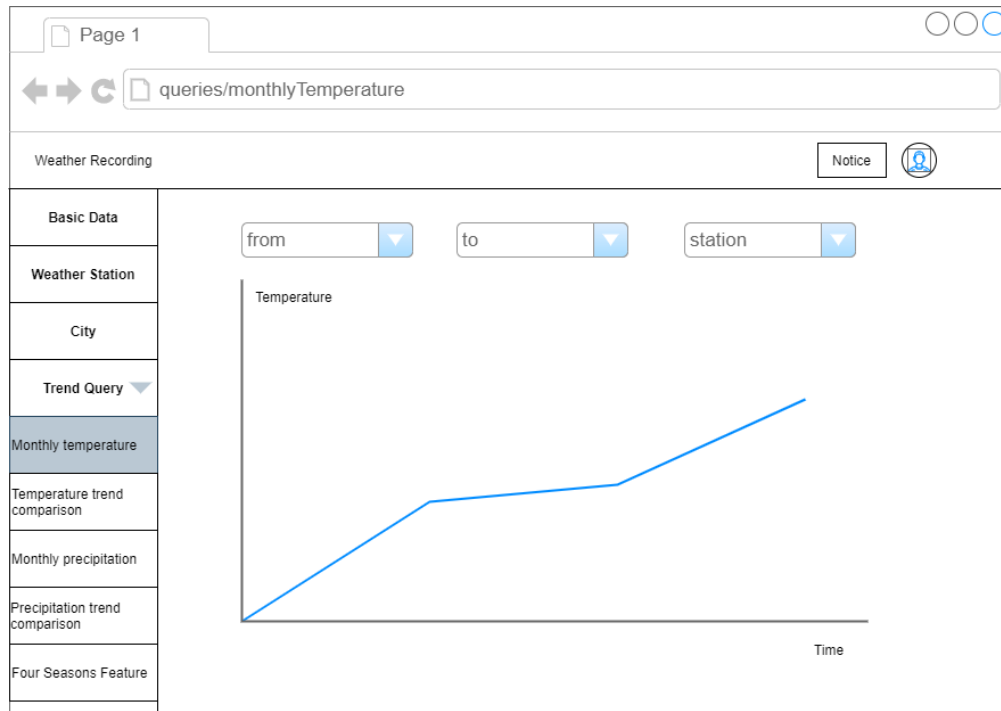 Page 1
queries/monthlyTemperature
Weather Recording
Notice
Basic Data
Weather Station
City
Trend Query
Monthly temperature
Temperature trend
comparison
Monthly precipitation
Precipitation trend
comparison
Four Seasons Feature
from
to
station
Temperature
Time